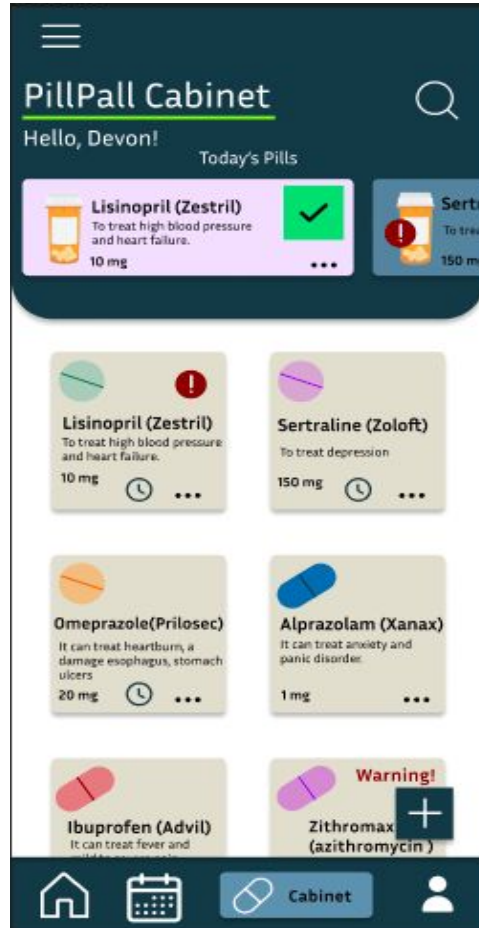 PillPall Cabinet
Hello, Devon!
Today's Pills
Lisinopril (Zestril)
To treat high blood pressure
and heart failure.
10 mg
150
Lisinopril (Zestril)
To treat high blood pressure
and heart failure.
10 mg
Sertraline (Zoloft)
To treat depression
150 mg
Omeprazole(Prilosec)
It can treat heartburn, a
damage esophagus, stomach
ulcers
20 mg
Alprazolam (Xanax)
It can treat anxiety and
panic disorder.
1 mg
Ibuprofen (Advil)
It can treat fever and
Warning!
Zithromax
(azithromycin )
Cabinet